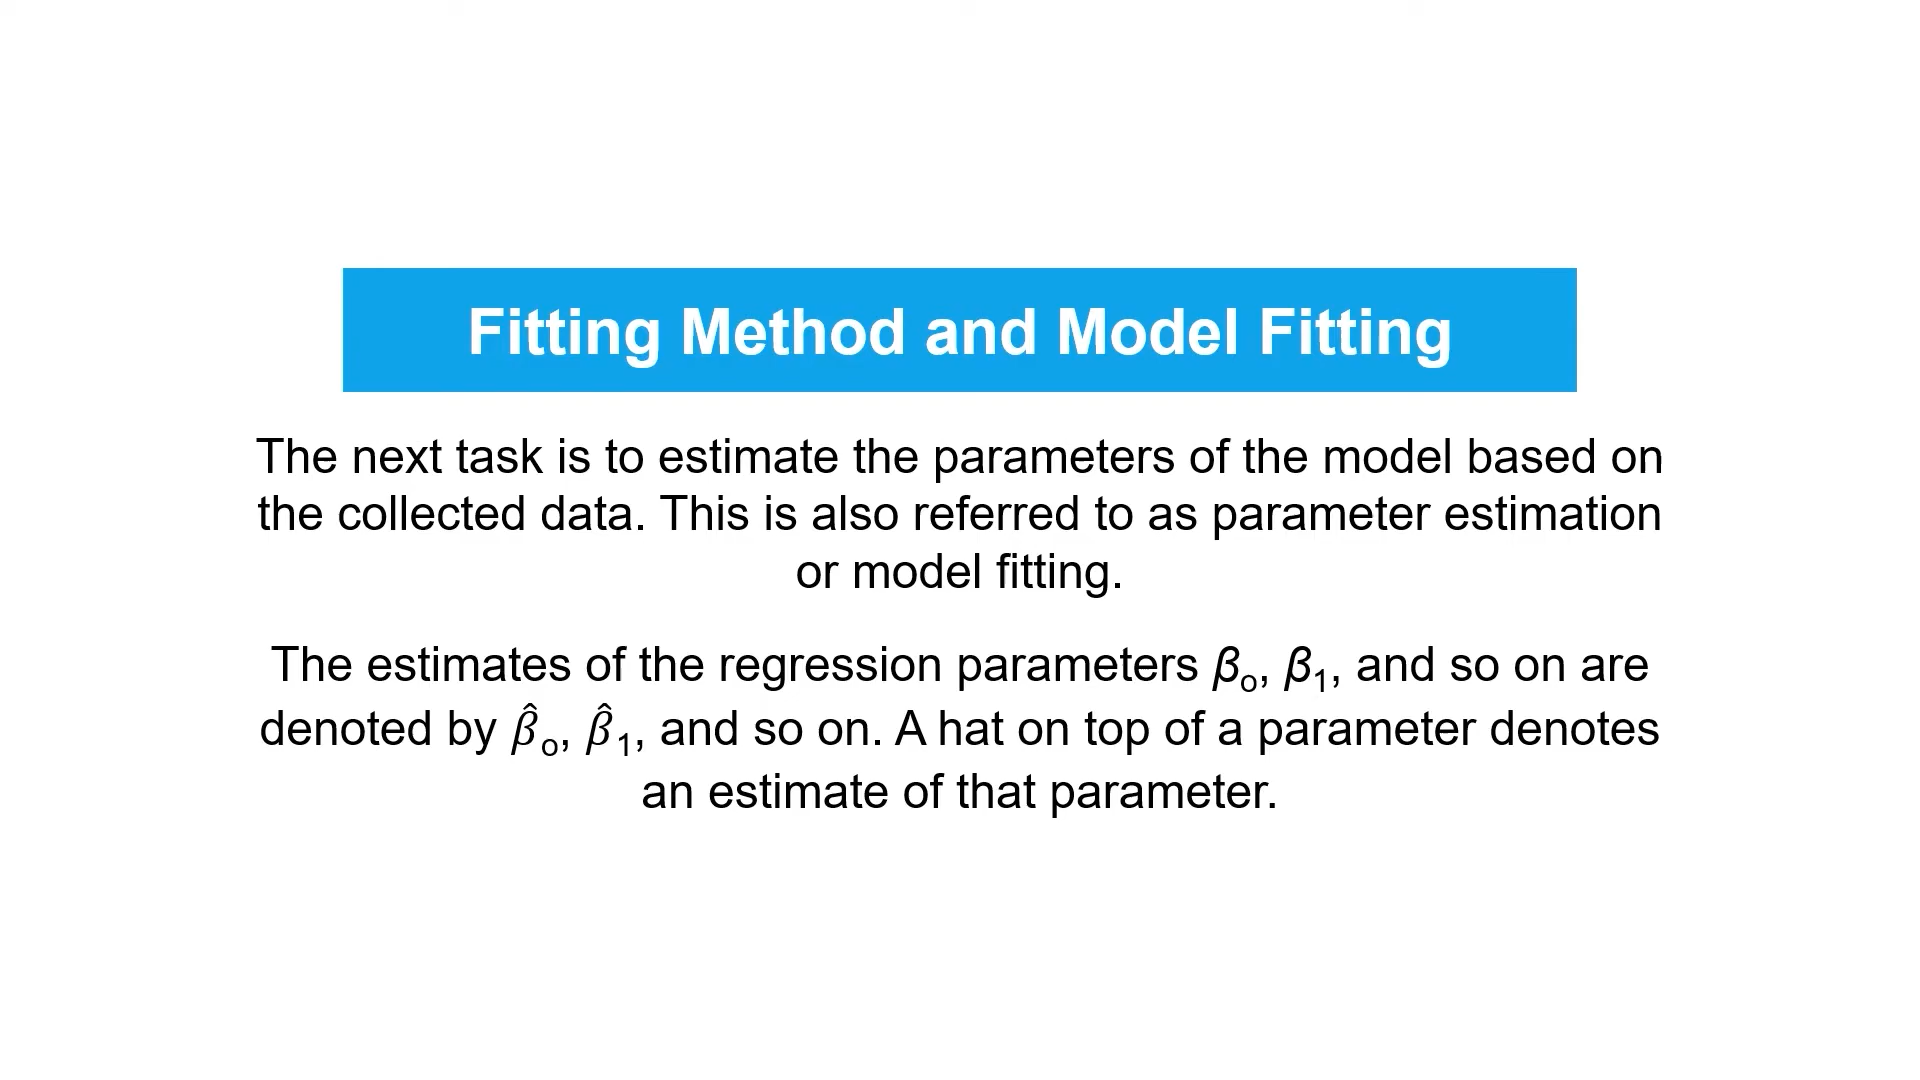 Fitting Method and Model Fitting
The next task is to estimate the parameters of the model based on
the collected data. This is also referred to as parameter estimation
or model fitting.
The estimates of the regression parameters βₒ, β₁, and so on are
denoted by β̂ₒ, β̂₁, and so on. A hat on top of a parameter denotes
an estimate of that parameter.